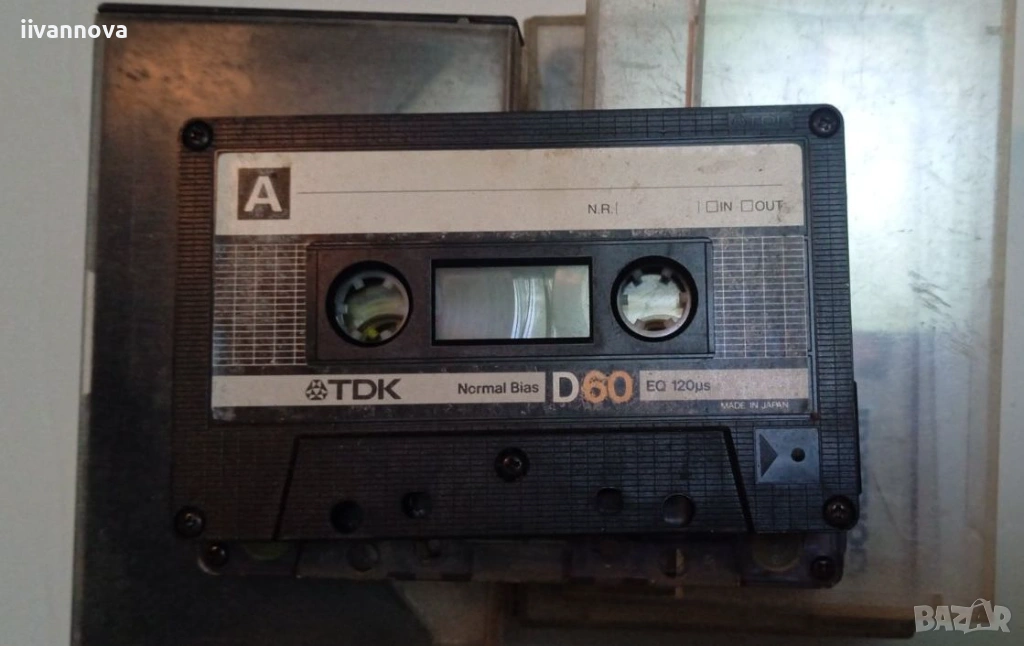 iivannova
A
N.R.[ ] □IN □OUT
TDK Normal Bias D60 EQ 120µs
MADE IN JAPAN
BAZAR